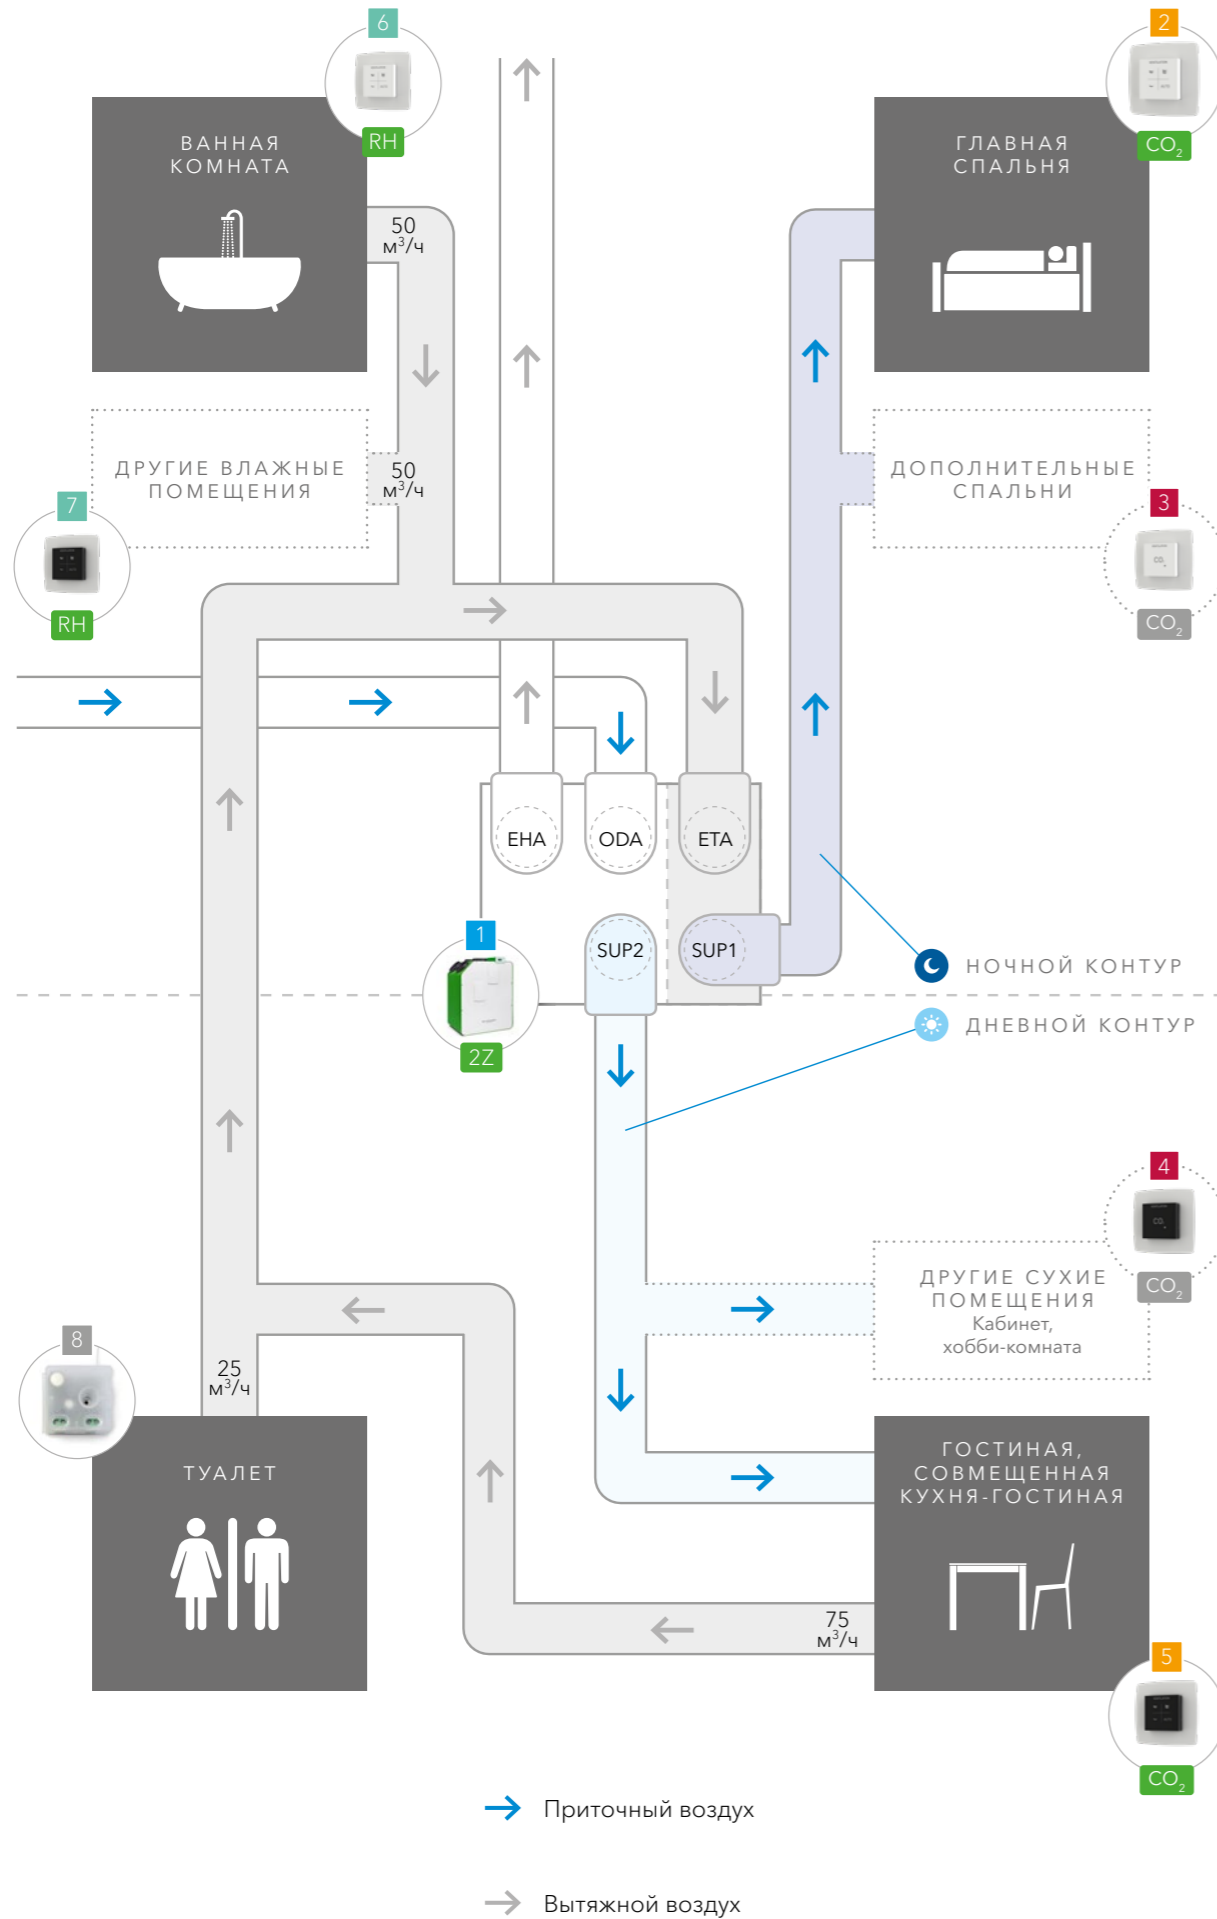 6
2
RH
CO₂
ВАННАЯ
КОМНАТА
ГЛАВНАЯ
СПАЛЬНЯ
50
м³/ч
ДРУГИЕ ВЛАЖНЫЕ
ПОМЕЩЕНИЯ
50
м³/ч
ДОПОЛНИТЕЛЬНЫЕ
СПАЛЬНИ
7
3
RH
CO₂
EHA
ODA
ETA
1
SUP2
SUP1
2Z
НОЧНОЙ КОНТУР
ДНЕВНОЙ КОНТУР
4
CO₂
ДРУГИЕ СУХИЕ
ПОМЕЩЕНИЯ
Кабинет,
хобби-комната
8
25
м³/ч
ТУАЛЕТ
ГОСТИНАЯ,
СОВМЕЩЕННАЯ
КУХНЯ-ГОСТИНАЯ
75
м³/ч
5
CO₂
Приточный воздух
Вытяжной воздух